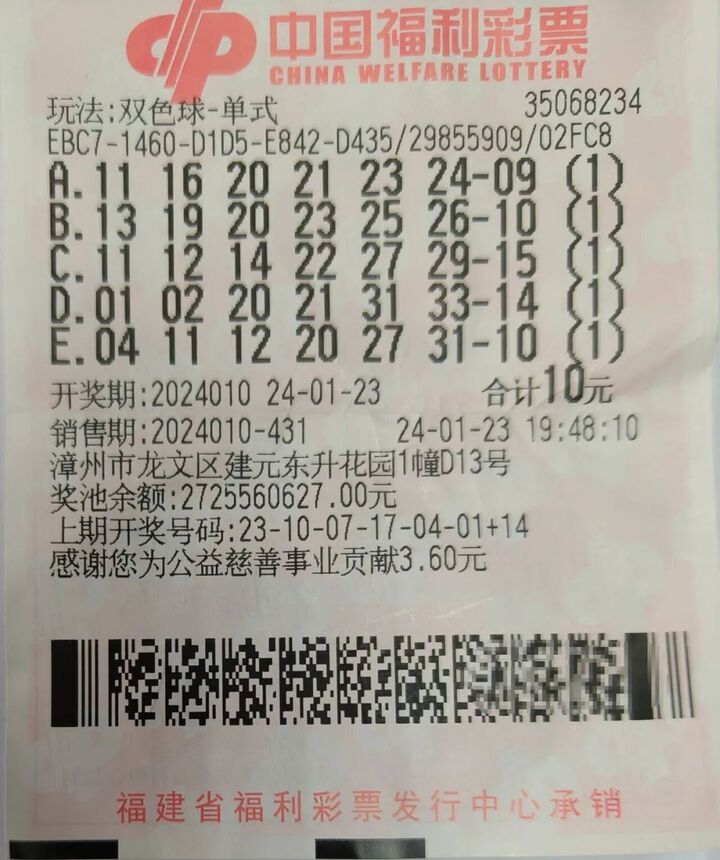 中国福利彩票
CHINA WELFARE LOTTERY
玩法:双色球-单式 35068234
EBC7-1460-D1D5-E842-D435/29855909/02FC8
A.11 16 20 21 23 24-09 (1)
B.13 19 20 23 25 26-10 (1)
C.11 12 14 22 27 29-15 (1)
D.01 02 20 21 31 33-14 (1)
E.04 11 12 20 27 31-10 (1)
开奖期:2024010 24-01-23 合计10元
销售期:2024010-431 24-01-23 19:48:10
漳州市龙文区建元东升花园1幢D13号
奖池余额:2725560627.00元
上期开奖号码:23-10-07-17-04-01+14
感谢您为公益慈善事业贡献3.60元
福建省福利彩票发行中心承销